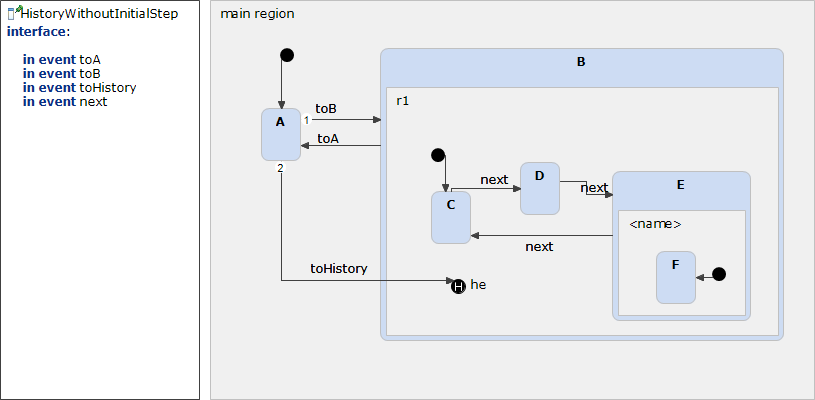 HistoryWithoutInitialStep
interface:
in event toA
in event toB
in event toHistory
in event next
main region
B
r1
A
1
toB
toA
2
C
next
D
next
E
<name>
F
next
toHistory
H
he